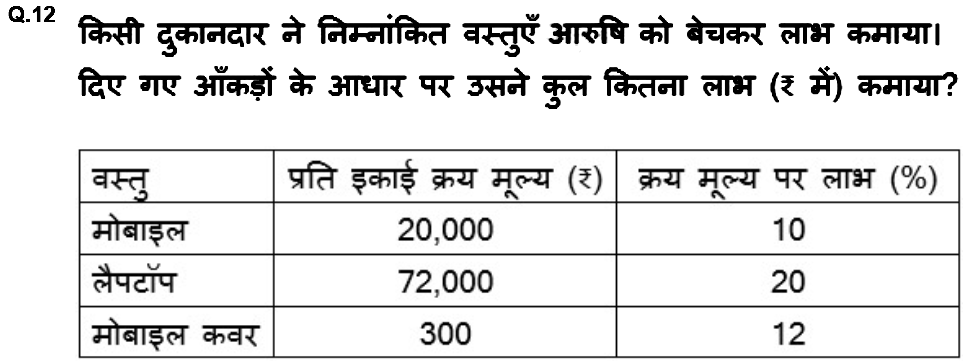 Q.12 किसी दुकानदार ने निम्नांकित वस्तुएँ आरुषि को बेचकर लाभ कमाया।
दिए गए आँकड़ों के आधार पर उसने कुल कितना लाभ (₹ में) कमाया?
वस्तु प्रति इकाई क्रय मूल्य (₹) क्रय मूल्य पर लाभ (%)
मोबाइल 20,000 10
लैपटॉप 72,000 20
मोबाइल कवर 300 12